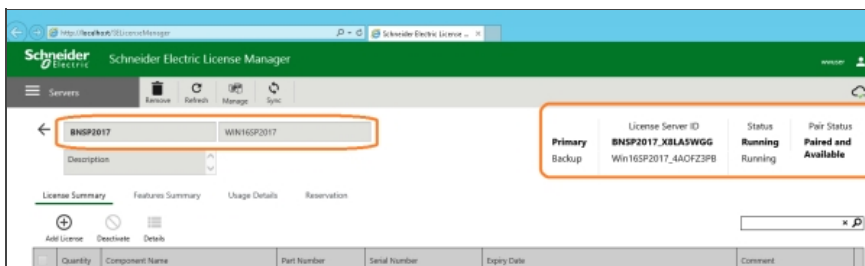 http://localhost/SELicenseManager
Schneider Electric License ...
Schneider Electric
Schneider Electric License Manager
Servers
Remove Refresh Manage Sync
BNSP2017 WIN16SP2017
Description
License Server ID Status Pair Status
Primary BNSP2017_X8LA5WGG Running Paired and Available
Backup Win16SP2017_4AOFZ3PB Running
License Summary Features Summary Usage Details Reservation
Add License Deactivate Details
Quantity Component Name Part Number Serial Number Expiry Date Comment